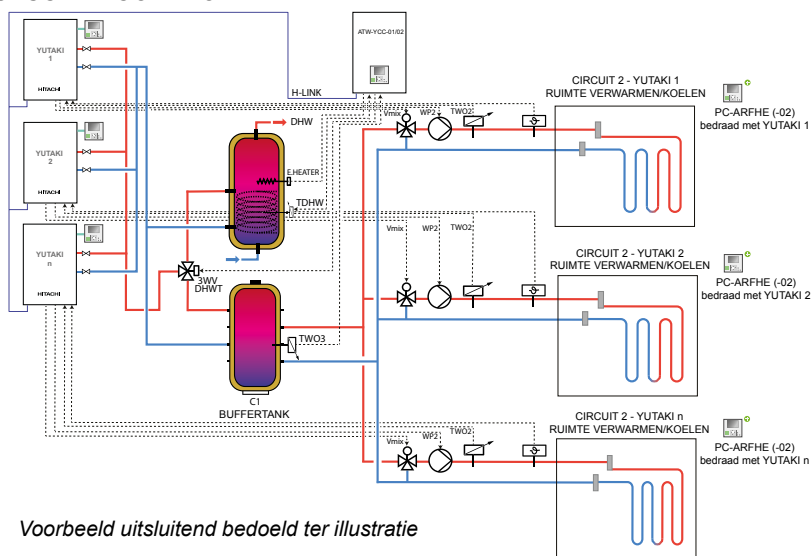 YUTAKI
1
HITACHI
YUTAKI
2
HITACHI
YUTAKI
n
HITACHI
ATW-YCC-01/02
H-LINK
DHW
E.HEATER
TDHW
3WV
DHWT
TWO3
C1
BUFFERTANK
Vmix
WP2
TWO2
CIRCUIT 2 - YUTAKI 1
RUIMTE VERWARMEN/KOELEN
PC-ARFHE (-02)
bedraad met YUTAKI 1
Vmix
WP2
TWO2
CIRCUIT 2 - YUTAKI 2
RUIMTE VERWARMEN/KOELEN
PC-ARFHE (-02)
bedraad met YUTAKI 2
Vmix
WP2
TWO2
CIRCUIT 2 - YUTAKI n
RUIMTE VERWARMEN/KOELEN
PC-ARFHE (-02)
bedraad met YUTAKI n
Voorbeeld uitsluitend bedoeld ter illustratie